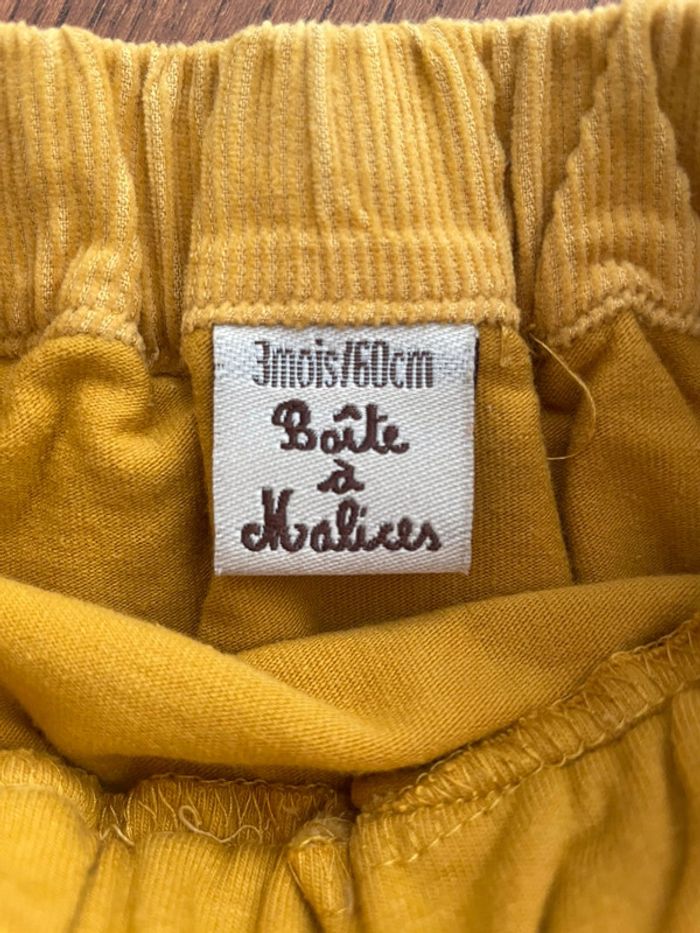 3mois/60cm
Boîte
à
Malices